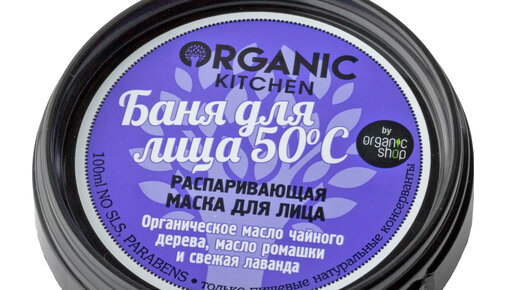 ORGANIC
KITCHEN
Баня для
лица 50°С
by
organic
shop
РАСПАРИВАЮЩАЯ
МАСКА ДЛЯ ЛИЦА
Органическое масло чайного
дерева, масло ромашки
и свежая лаванда
100ml NO SLS, PARABENS • только пищевые натуральные консерванты